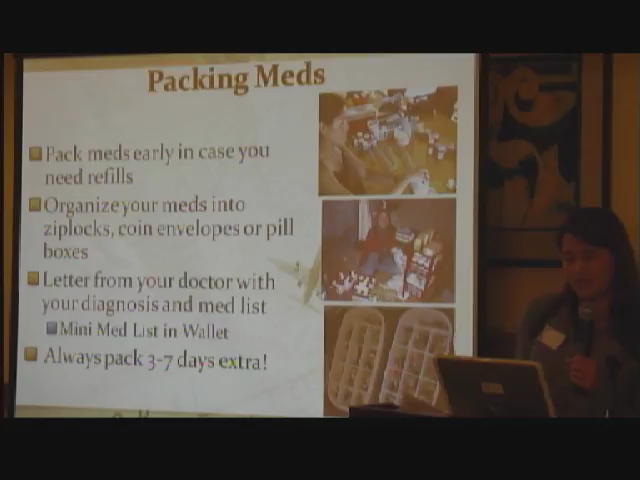 Packing Meds
Pack meds early in case you
need refills
Organize your meds into
ziplocks, coin envelopes or pill
boxes
Letter from your doctor with
your diagnosis and med list
Mini Med List in Wallet
Always pack 3-7 days extra!